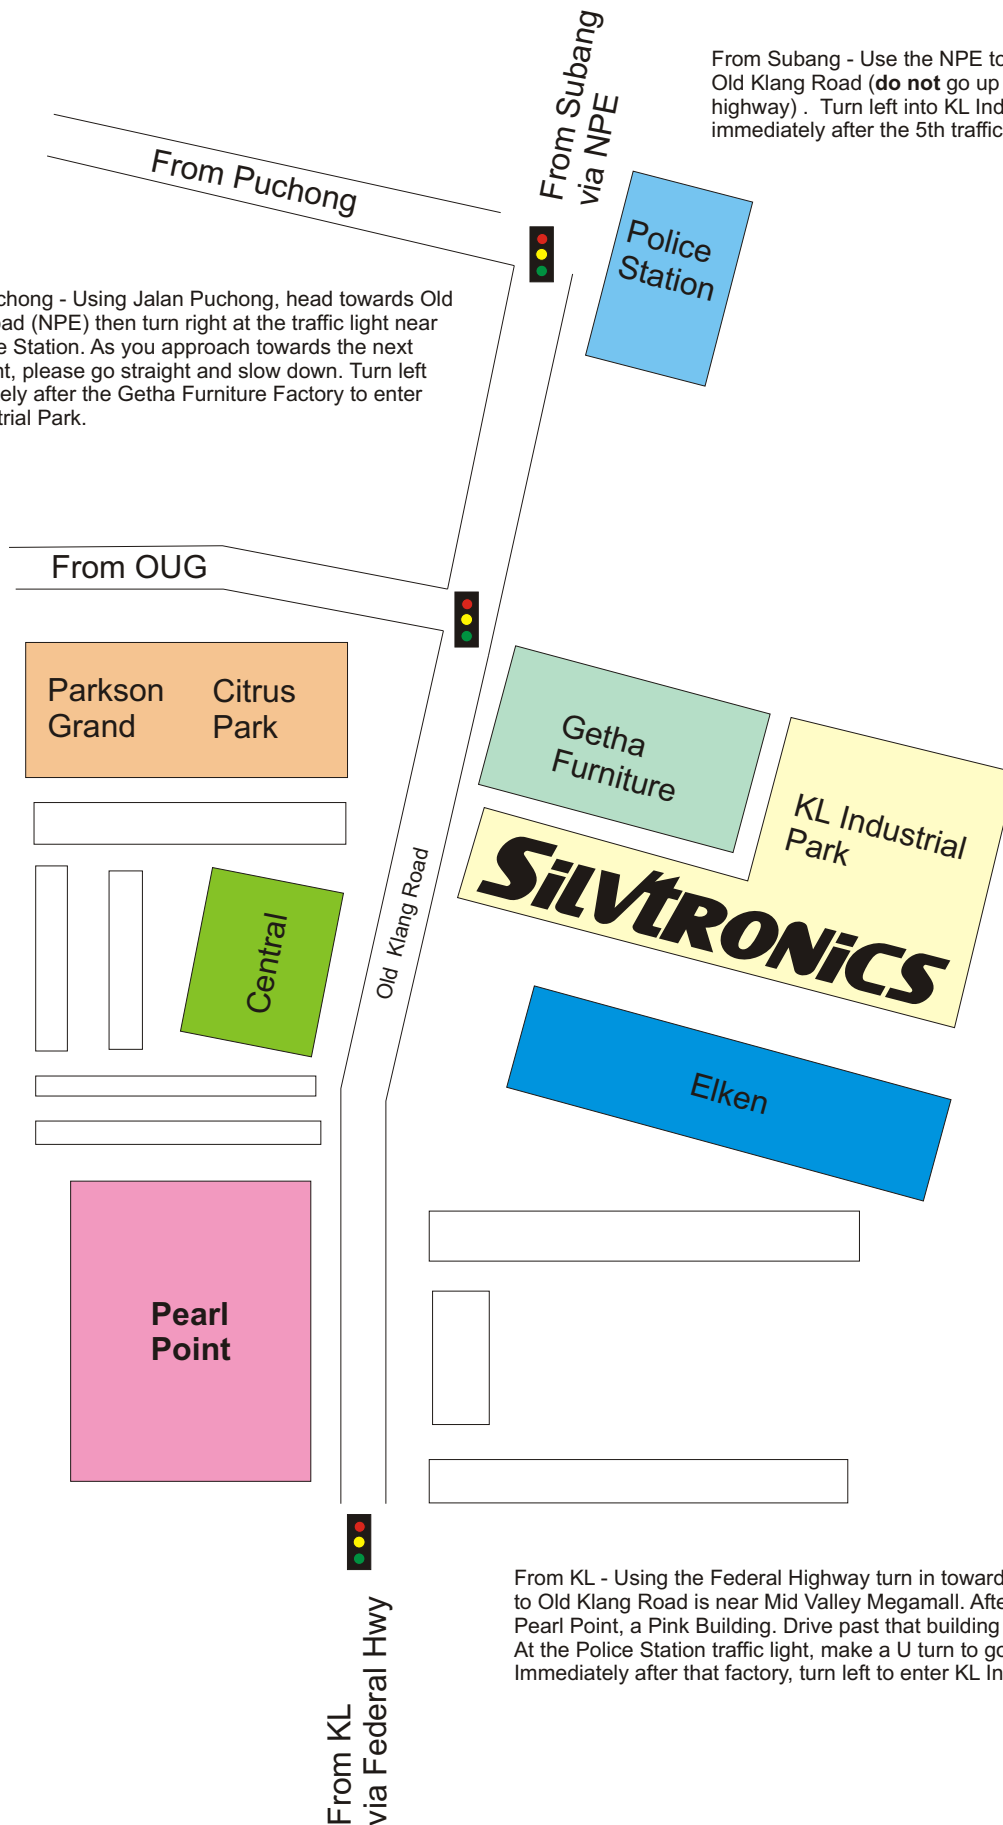 From Subang
via NPE
From Subang - Use the NPE to
Old Klang Road (do not go up
highway) . Turn left into KL Ind
immediately after the 5th traffic
From Puchong
Police
Station
chong - Using Jalan Puchong, head towards Old
ad (NPE) then turn right at the traffic light near
e Station. As you approach towards the next
nt, please go straight and slow down. Turn left
ely after the Getha Furniture Factory to enter
trial Park.
From OUG
Parkson
Grand
Citrus
Park
Getha
Furniture
KL Industrial
Park
SiLVtRONiCS
Old Klang Road
Central
Elken
Pearl
Point
From KL
via Federal Hwy
From KL - Using the Federal Highway turn in toward
to Old Klang Road is near Mid Valley Megamall. Afte
Pearl Point, a Pink Building. Drive past that building
At the Police Station traffic light, make a U turn to go
Immediately after that factory, turn left to enter KL In